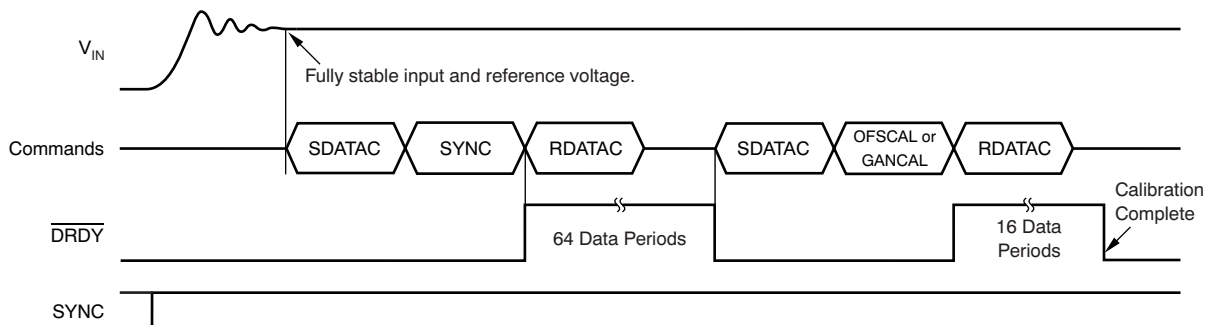 VIN
Fully stable input and reference voltage.
Commands
SDATAC
SYNC
RDATAC
SDATAC
OFSCAL or
GANCAL
RDATAC
DRDY
64 Data Periods
16 Data
Periods
Calibration
Complete
SYNC